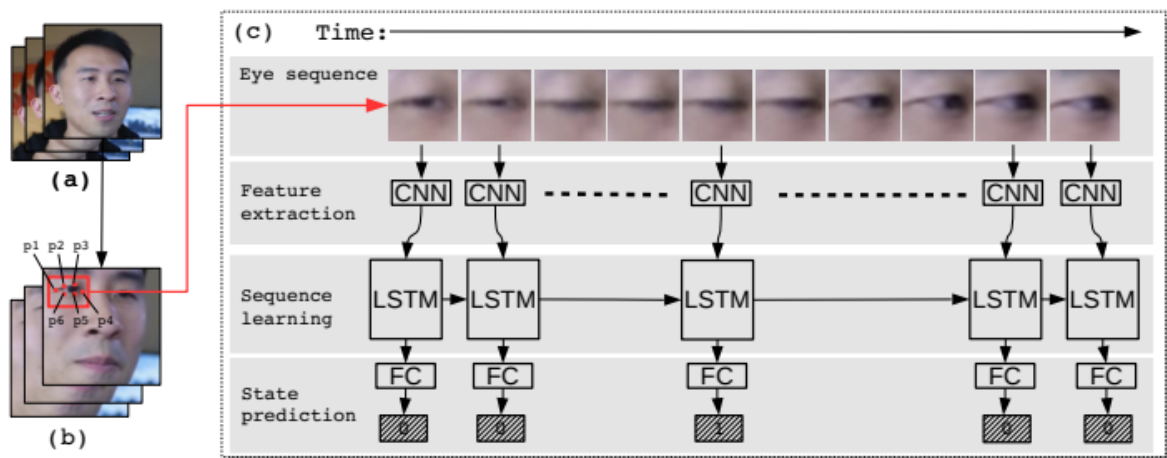 (a)
p1 p2 p3
p6 p5 p4
(b)
(c) Time:
Eye sequence
Feature
extraction
CNN CNN CNN CNN CNN
Sequence
learning
LSTM LSTM LSTM LSTM LSTM
State
prediction
FC FC FC FC FC
0 0 1 0 0